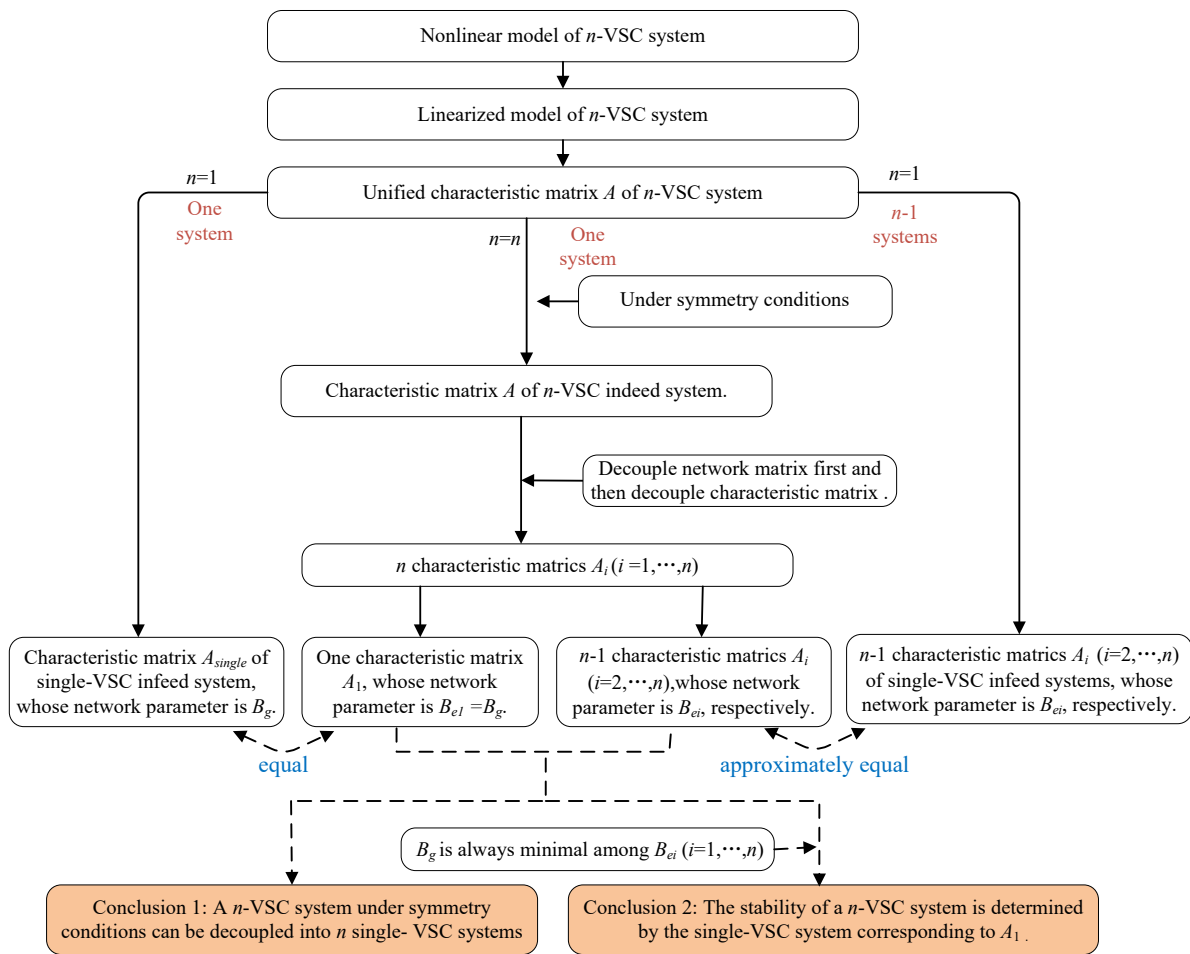 Nonlinear model of n-VSC system
Linearized model of n-VSC system
Unified characteristic matrix A of n-VSC system
n=1
One
system
n=n
One
system
n=1
n-1
systems
Under symmetry conditions
Characteristic matrix A of n-VSC indeed system.
Decouple network matrix first and
then decouple characteristic matrix .
n characteristic matrics Ai (i =1,⋯,n)
Characteristic matrix Asingle of
single-VSC infeed system,
whose network parameter is Bg.
One characteristic matrix
A1, whose network
parameter is Be1 =Bg.
n-1 characteristic matrics Ai
(i=2,⋯,n),whose network
parameter is Bei, respectively.
n-1 characteristic matrics Ai (i=2,⋯,n)
of single-VSC infeed systems, whose
network parameter is Bei, respectively.
equal
approximately equal
Bg is always minimal among Bei (i=1,⋯,n)
Conclusion 1: A n-VSC system under symmetry
conditions can be decoupled into n single- VSC systems
Conclusion 2: The stability of a n-VSC system is determined
by the single-VSC system corresponding to A1 .